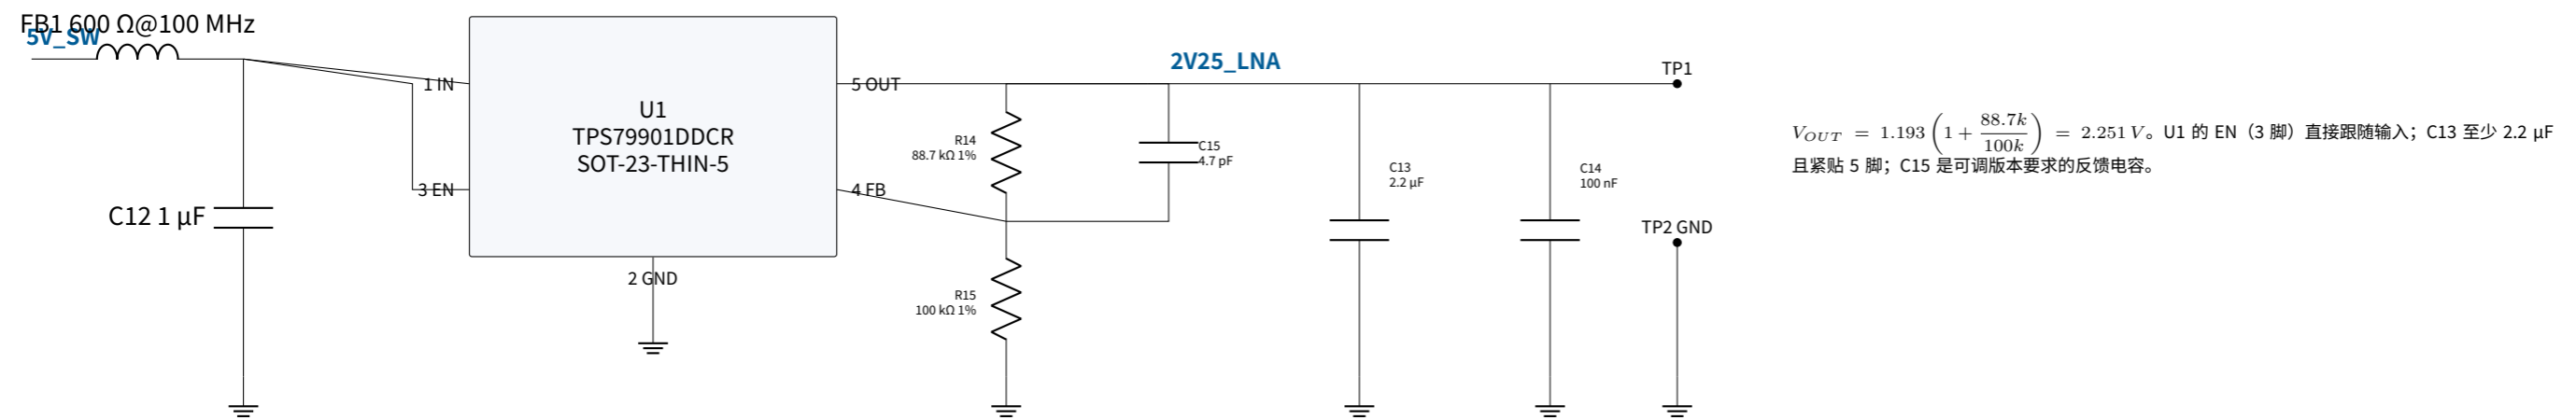 FB1 600 Ω@100 MHz
5V_SW
C12 1 µF
1 IN
3 EN
U1
TPS79901DDCR
SOT-23-THIN-5
2 GND
5 OUT
4 FB
2V25_LNA
R14
88.7 kΩ 1%
R15
100 kΩ 1%
C15
4.7 pF
C13
2.2 µF
C14
100 nF
TP1
TP2 GND
V_{OUT} = 1.193 (1 + \frac{88.7k}{100k}) = 2.251 V。U1 的 EN（3 脚）直接跟随输入；C13 至少 2.2 µF
且紧贴 5 脚；C15 是可调版本要求的反馈电容。